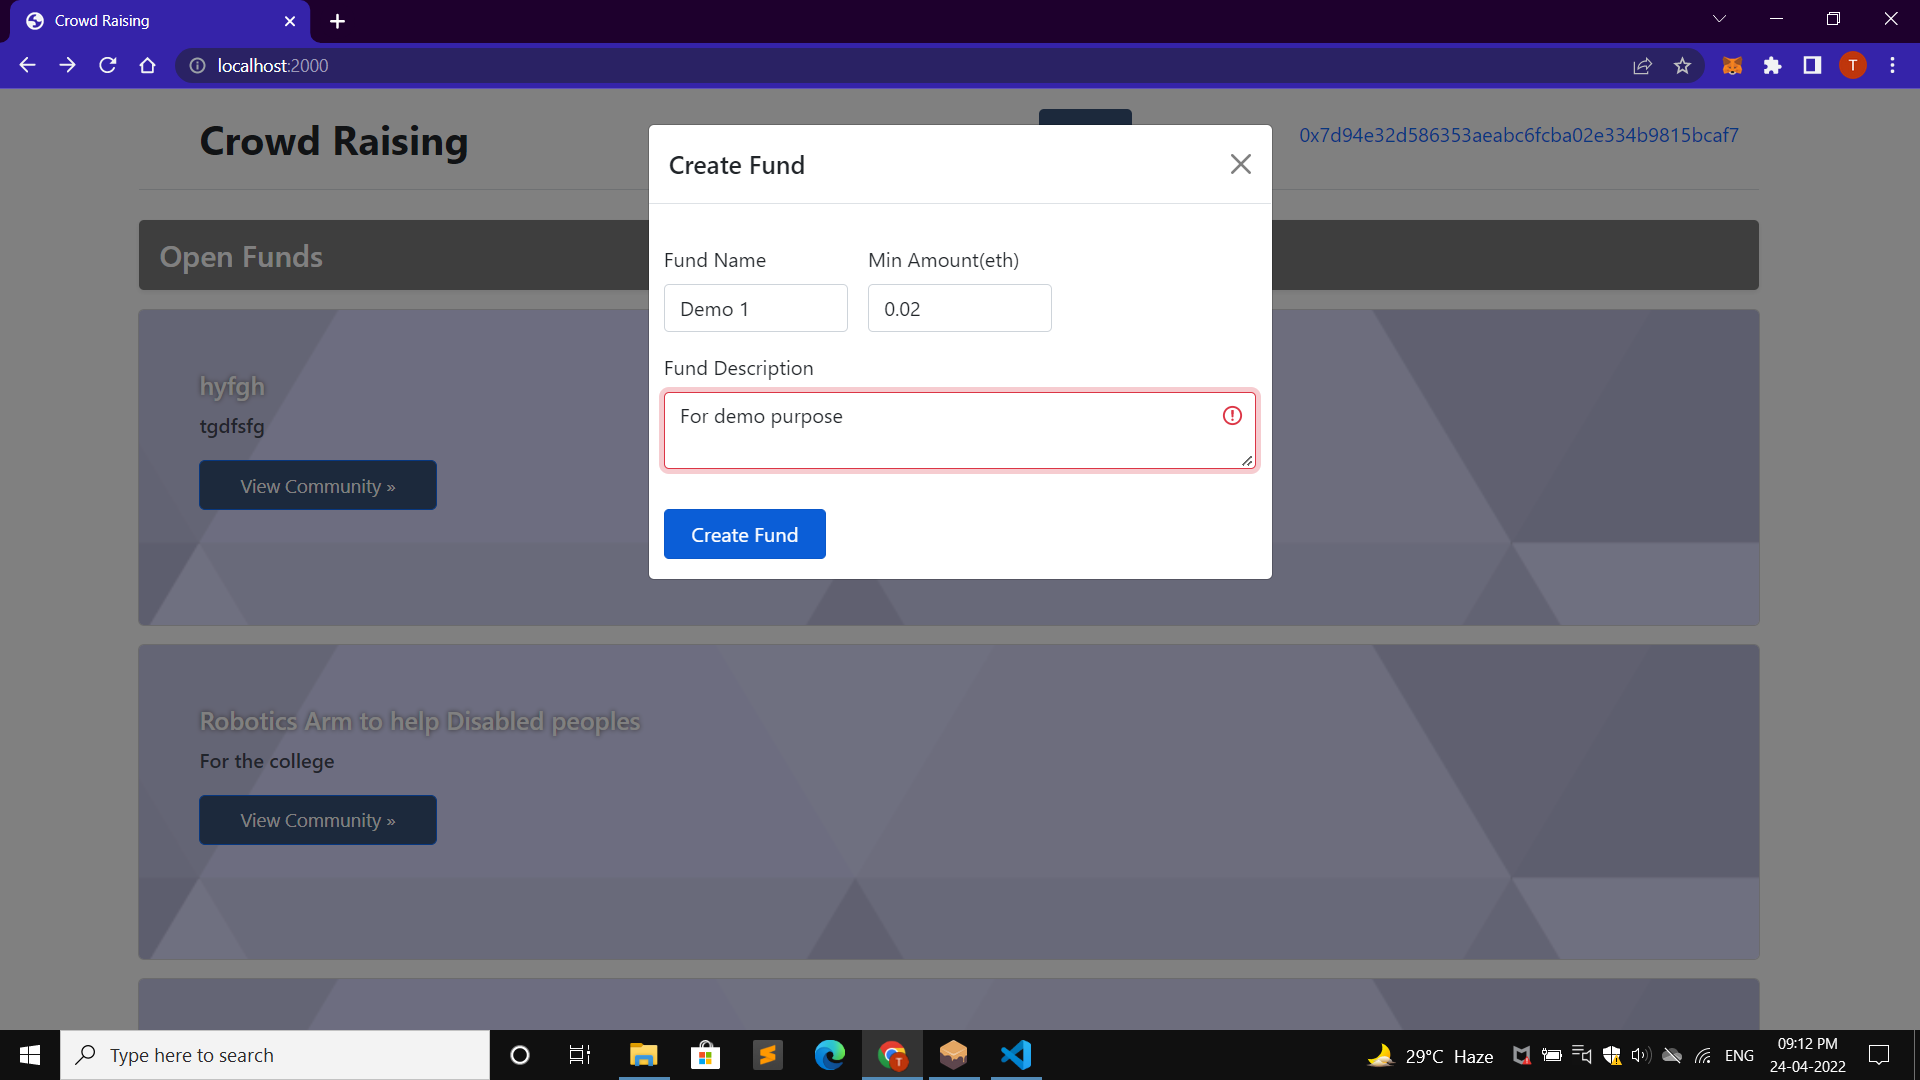 Crowd Raising
localhost:2000
T
Crowd Raising
0x7d94e32d586353aeabc6fcba02e334b9815bcaf7
Create Fund
Open Funds
Fund Name
Min Amount(eth)
Demo 1
0.02
Fund Description
For demo purpose
Create Fund
hyfgh
tgdfsfg
View Community »
Robotics Arm to help Disabled peoples
For the college
View Community »
Type here to search
T
29°C Haze
ENG
09:12 PM
24-04-2022